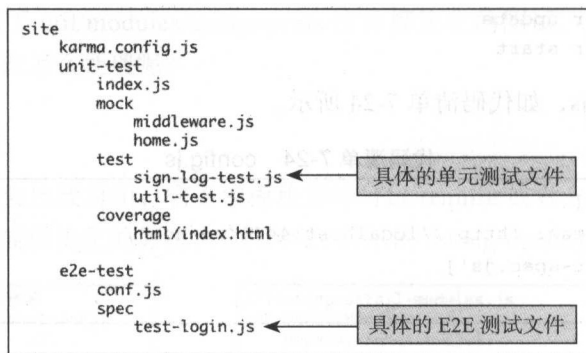 r update
r start
site
karma.config.js
unit-test
index.js
mock
middleware.js
home.js
test
sign-log-test.js
具体的单元测试文件
util-test.js
coverage
html/index.html
e2e-test
conf.js
spec
test-login.js
具体的 E2E 测试文件